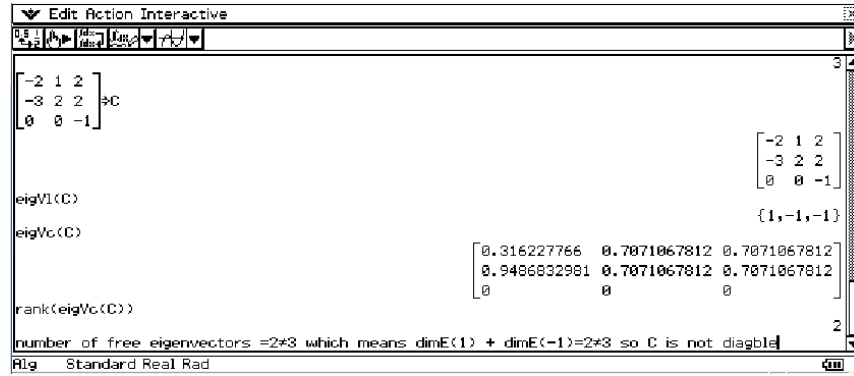 Edit Action Interactive
3
[-2 1 2
-3 2 2
0 0 -1]⇒C
[-2 1 2
-3 2 2
0 0 -1]
eigVl(C)
{1,-1,-1}
eigVc(C)
[0.316227766 0.7071067812 0.7071067812
0.9486832981 0.7071067812 0.7071067812
0 0 0]
rank(eigVc(C))
2
number of free eigenvectors =2≠3 which means dimE(1) + dimE(-1)=2≠3 so C is not diagble
Alg Standard Real Rad